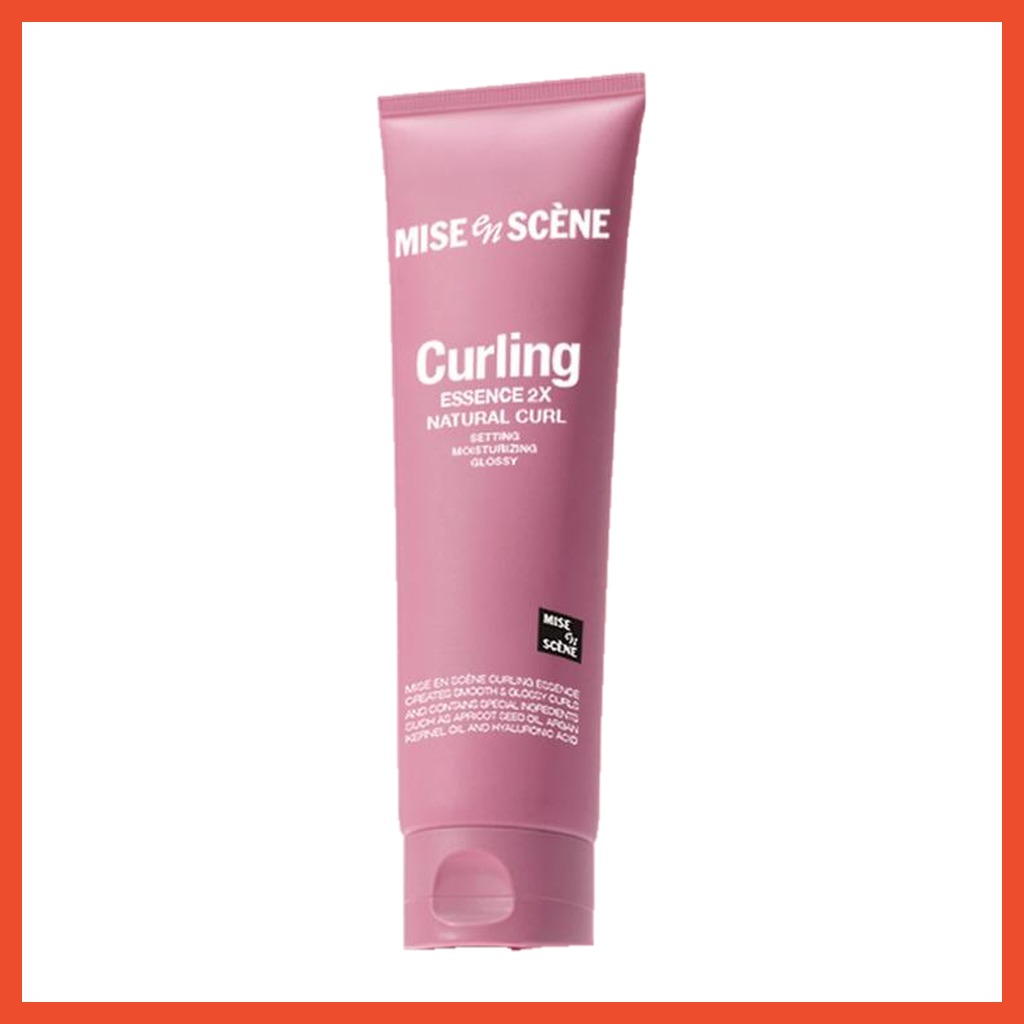 MISE en SCÈNE
Curling
ESSENCE 2X
NATURAL CURL
SETTING
MOISTURIZING
GLOSSY
MISE
en
SCÈNE
MISE EN SCÈNE CURLING ESSENCE
CREATES SMOOTH & GLOSSY CURLS
AND CONTAINS SPECIAL INGREDIENTS
SUCH AS APRICOT SEED OIL, ARGAN
KERNEL OIL AND HYALURONIC ACID